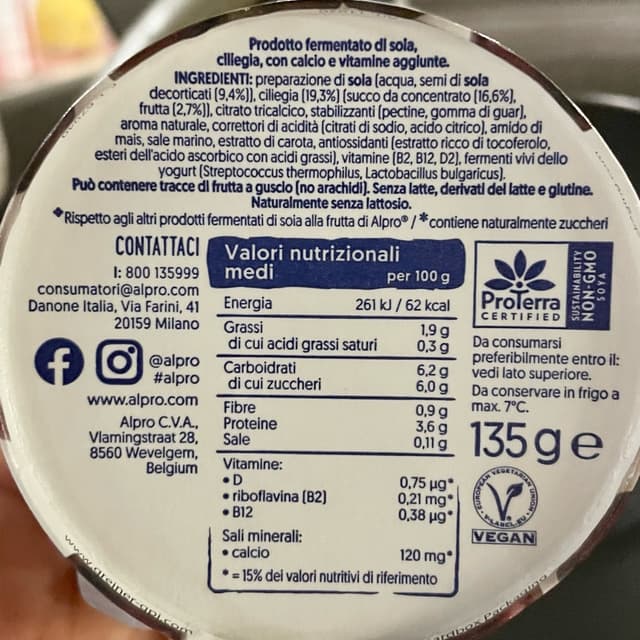 Prodotto fermentato di soia,
ciliegia, con calcio e vitamine aggiunte.
INGREDIENTI: preparazione di soia (acqua, semi di soia
decorticati (9,4%)), ciliegia (19,3%) (succo da concentrato (16,6%),
frutta (2,7%)), citrato tricalcico, stabilizzanti (pectine, gomma di guar),
aroma naturale, correttori di acidità (citrati di sodio, acido citrico), amido di
mais, sale marino, estratto di carota, antiossidanti (estratto ricco di tocoferolo,
esteri dell'acido ascorbico con acidi grassi), vitamine (B2, B12, D2), fermenti vivi dello
yogurt (Streptococcus thermophilus, Lactobacillus bulgaricus).
Può contenere tracce di frutta a guscio (no arachidi). Senza latte, derivati del latte e glutine.
Naturalmente senza lattosio.
◆Rispetto agli altri prodotti fermentati di soia alla frutta di Alpro® / *contiene naturalmente zuccheri
CONTATTACI
I: 800 135999
consumatori@alpro.com
Danone Italia, Via Farini, 41
20159 Milano
@alpro
#alpro
www.alpro.com
Alpro C.V.A.,
Vlamingstraat 28,
8560 Wevelgem,
Belgium
Valori nutrizionali
medi per 100 g
Energia 261 kJ / 62 kcal
Grassi 1,9 g
di cui acidi grassi saturi 0,3 g
Carboidrati 6,2 g
di cui zuccheri 6,0 g
Fibre 0,9 g
Proteine 3,6 g
Sale 0,11 g
Vitamine:
• D 0,75 µg*
• riboflavina (B2) 0,21 mg*
• B12 0,38 µg*
Sali minerali:
• calcio 120 mg*
* = 15% dei valori nutritivi di riferimento
ProTerra
CERTIFIED
SUSTAINABILITY
NON-GMO
SOYA
Da consumarsi
preferibilmente entro il:
vedi lato superiore.
Da conservare in frigo a
max. 7°C.
135 g e
EUROPEAN VEGETARIAN UNION
V-LABEL.EU
VEGAN